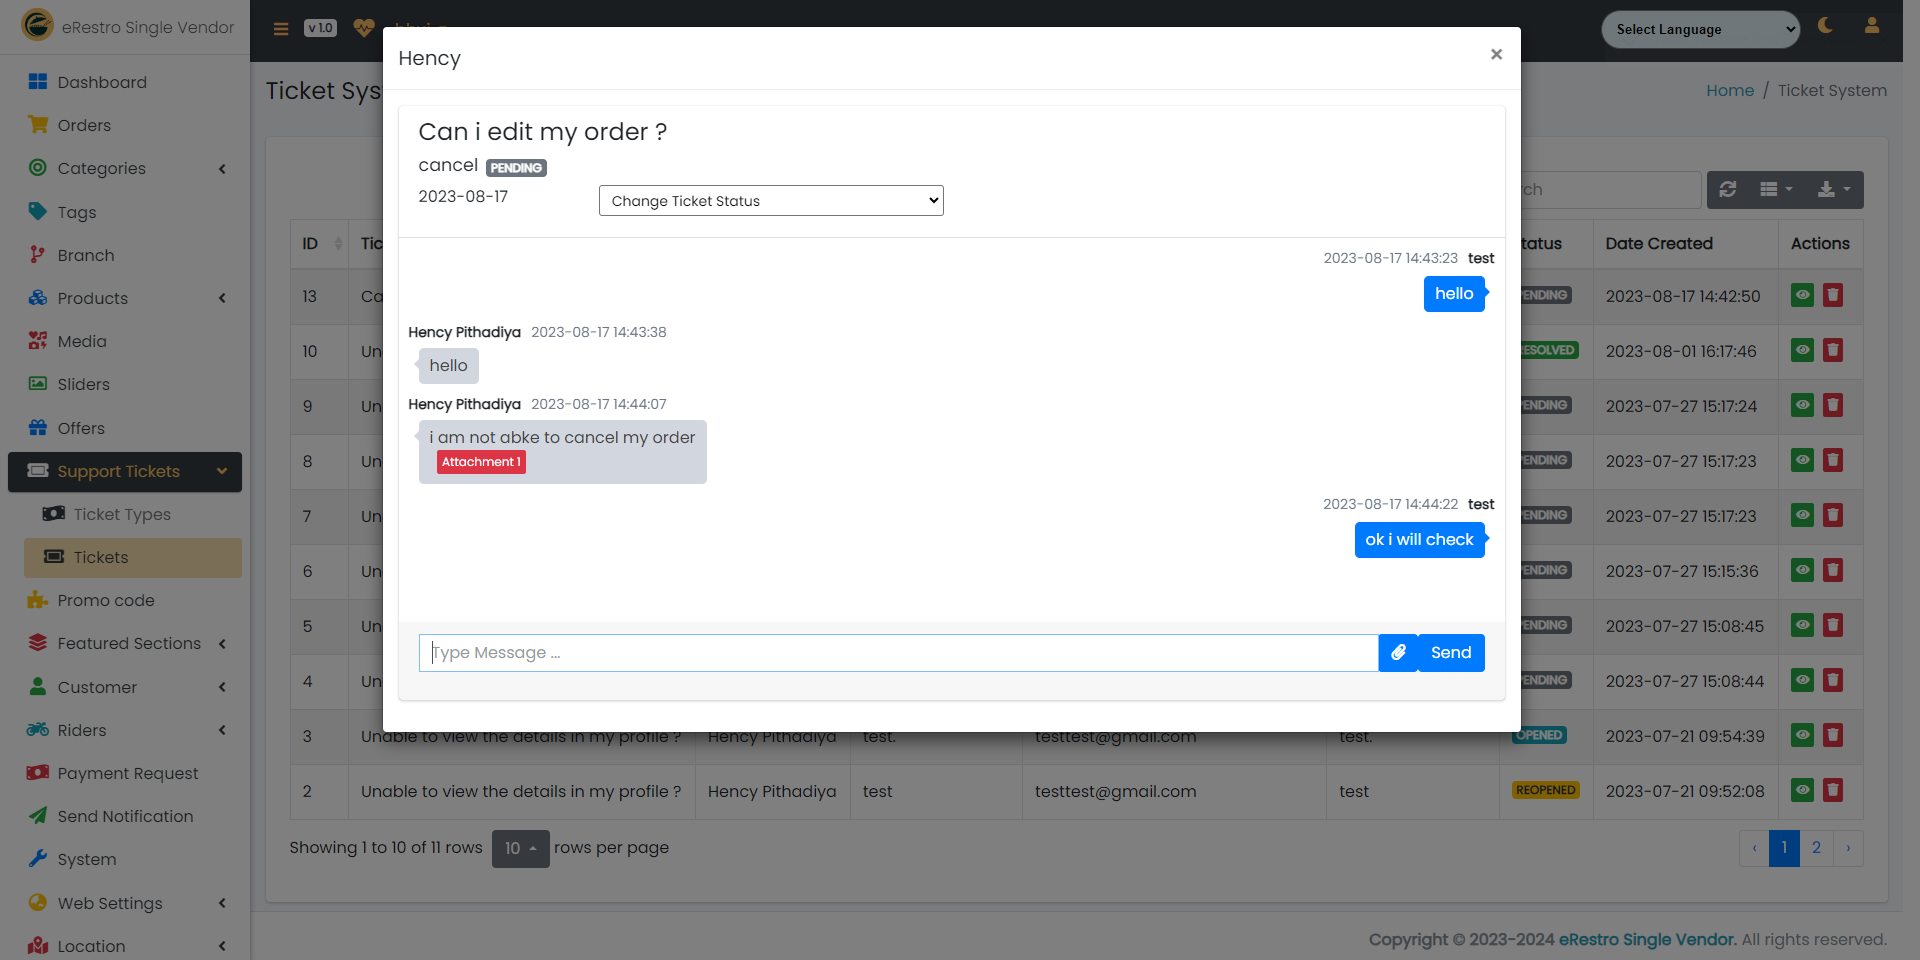 eRestro Single Vendor
v 1.0
Select Language
Dashboard
Orders
Categories
Tags
Branch
Products
Media
Sliders
Offers
Support Tickets
Ticket Types
Tickets
Promo code
Featured Sections
Customer
Riders
Payment Request
Send Notification
System
Web Settings
Location
Ticket Sys
Home / Ticket System
Hency
×
Can i edit my order ?
cancel PENDING
2023-08-17
Change Ticket Status
2023-08-17 14:43:23 test
hello
Hency Pithadiya 2023-08-17 14:43:38
hello
Hency Pithadiya 2023-08-17 14:44:07
i am not abke to cancel my order
Attachment 1
2023-08-17 14:44:22 test
ok i will check
Type Message ...
Send
rch
ID Tic tatus Date Created Actions
13 Ca ENDING 2023-08-17 14:42:50
10 Un ESOLVED 2023-08-01 16:17:46
9 Un ENDING 2023-07-27 15:17:24
8 Un ENDING 2023-07-27 15:17:23
7 Un ENDING 2023-07-27 15:17:23
6 Un ENDING 2023-07-27 15:15:36
5 Un ENDING 2023-07-27 15:08:45
4 Un ENDING 2023-07-27 15:08:44
3 Unable to view the details in my profile ? Hency Pithadiya test. testtest@gmail.com test. OPENED 2023-07-21 09:54:39
2 Unable to view the details in my profile ? Hency Pithadiya test testtest@gmail.com test REOPENED 2023-07-21 09:52:08
Showing 1 to 10 of 11 rows 10 rows per page
‹ 1 2 ›
Copyright © 2023-2024 eRestro Single Vendor. All rights reserved.